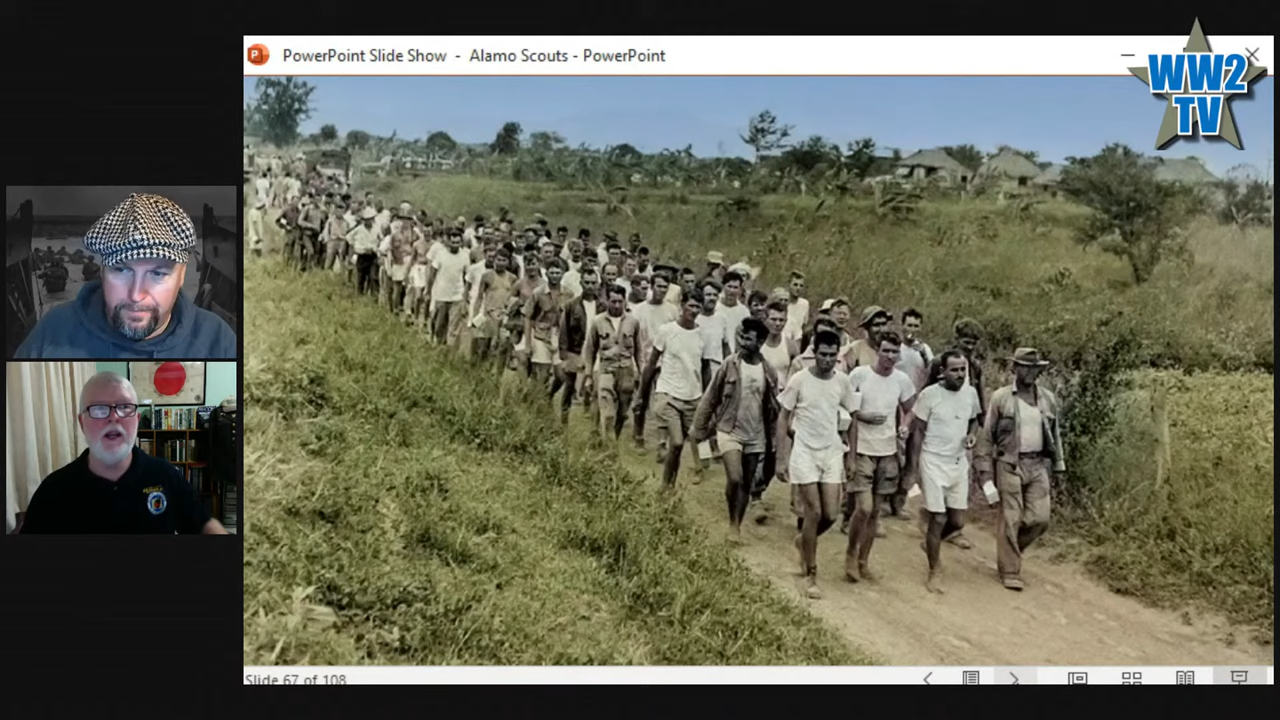 PowerPoint Slide Show - Alamo Scouts - PowerPoint
WW2
TV
Slide 67 of 108